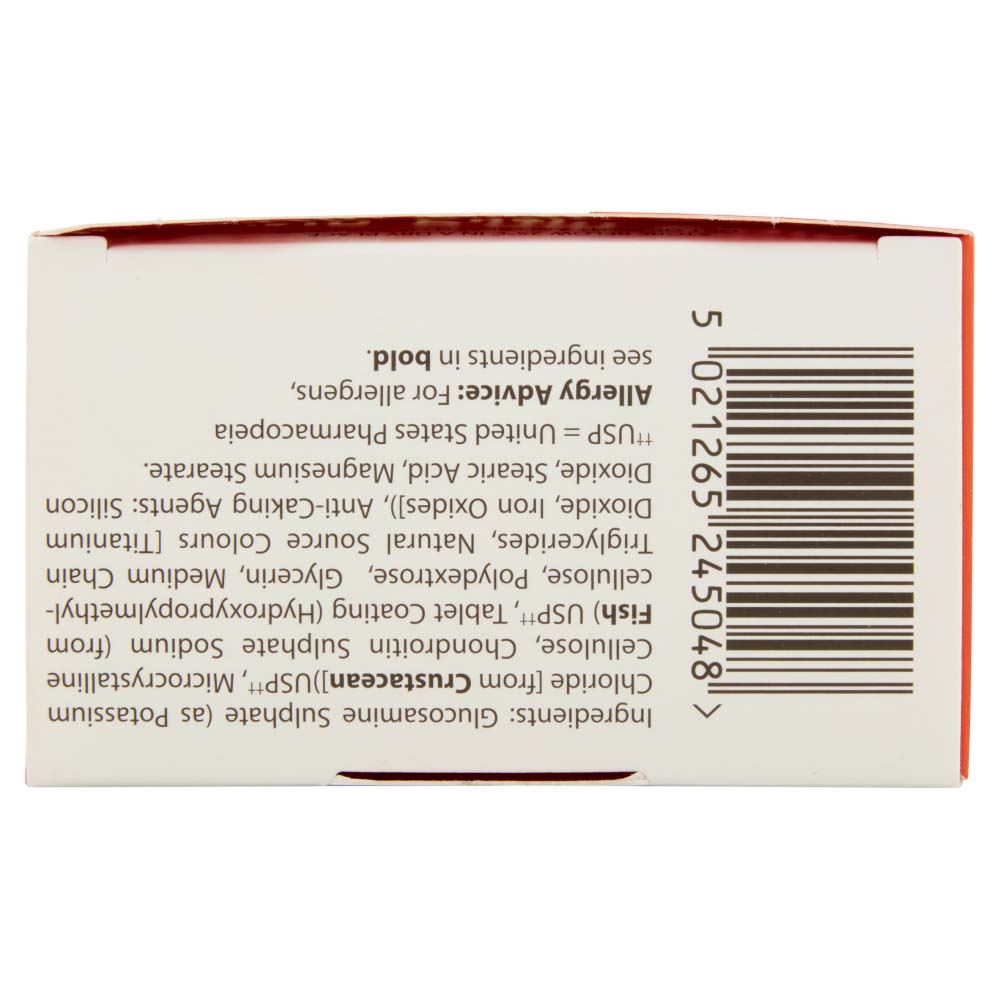 Ingredients: Glucosamine Sulphate (as Potassium
Chloride [from Crustacean])USP††, Microcrystalline
Cellulose, Chondroitin Sulphate Sodium (from
Fish) USP††, Tablet Coating (Hydroxypropylmethyl-
cellulose, Polydextrose, Glycerin, Medium Chain
Triglycerides, Natural Source Colours [Titanium
Dioxide, Iron Oxides]), Anti-Caking Agents: Silicon
Dioxide, Stearic Acid, Magnesium Stearate.
††USP = United States Pharmacopeia
Allergy Advice: For allergens,
see ingredients in bold.
5 021265 245048 >